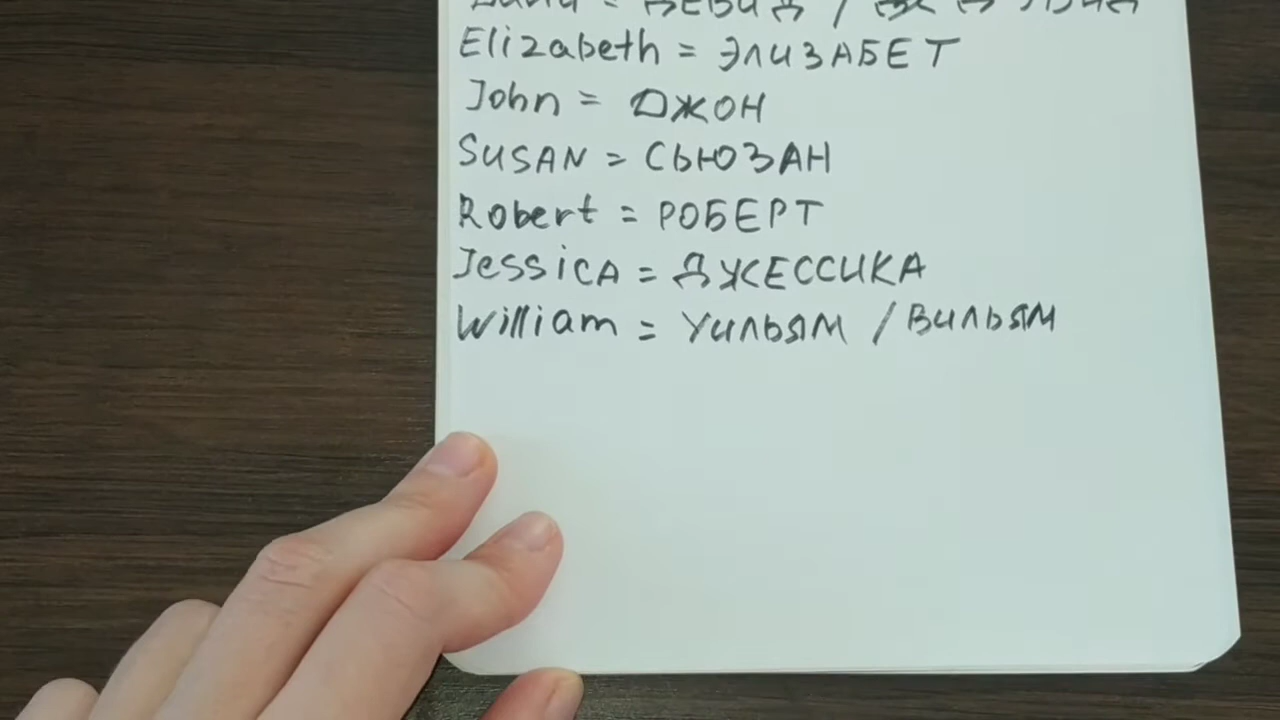 Elizabeth = ЭЛИЗАБЕТ
John = ДЖОН
SUSAN = СЬЮЗАН
Robert = РОБЕРТ
JessicA = ДЖЕССИКА
William = Уильям / Вильям